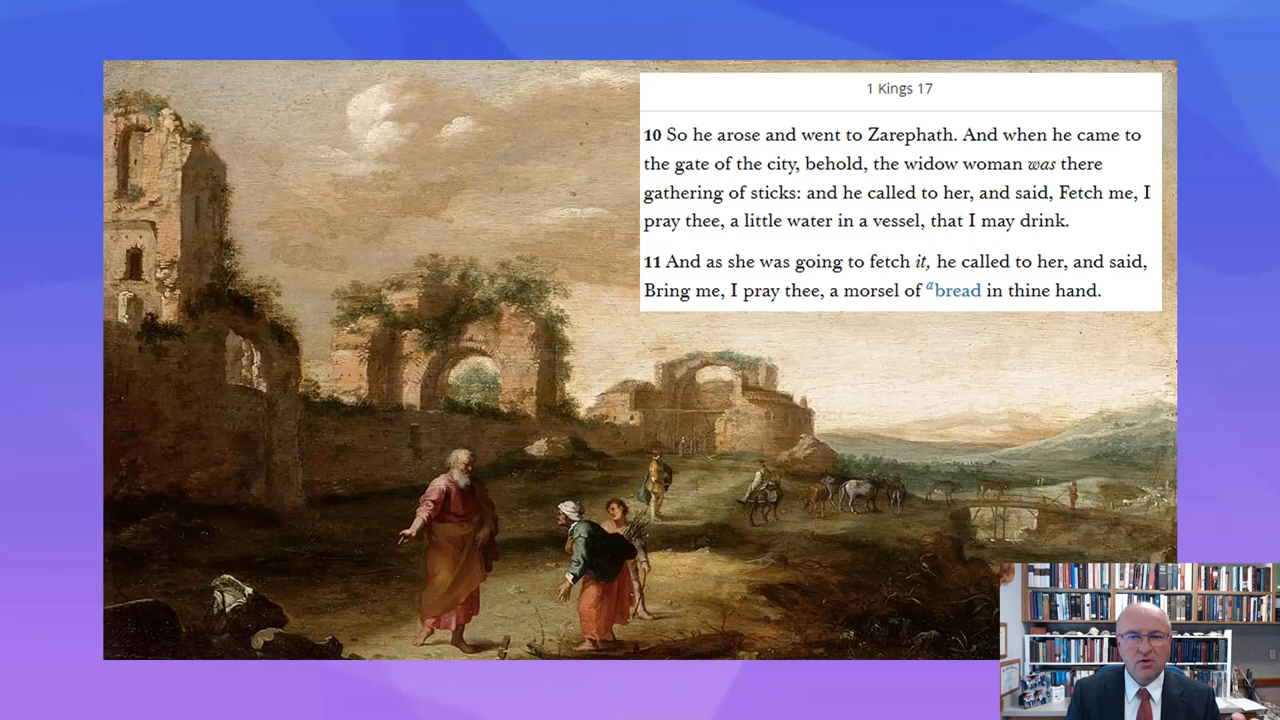 1 Kings 17
10 So he arose and went to Zarephath. And when he came to
the gate of the city, behold, the widow woman was there
gathering of sticks: and he called to her, and said, Fetch me, I
pray thee, a little water in a vessel, that I may drink.
11 And as she was going to fetch it, he called to her, and said,
Bring me, I pray thee, a morsel of a bread in thine hand.